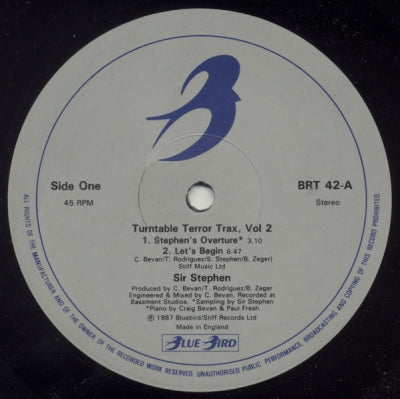 Side One
45 RPM
BRT 42-A
Stereo
Turntable Terror Trax, Vol 2
1. Stephen's Overture* 3.10
2. Let's Begin 6:47
C. Bevan/T. Rodriguez/S. Stephen/B. Zeger
Stiff Music Ltd
Sir Stephen
Produced by C. Bevan/T. Rodriguez/B. Zeger.
Engineered & Mixed by C. Bevan. Recorded at
Eassment Studios. *Sampling by Sir Stephen
*Piano by Craig Bevan & Paul Fresh
℗ 1987 Bluebird/Stiff Records Ltd
Made in England
BLUE BIRD
ALL RIGHTS OF THE MANUFACTURER AND OF THE OWNER OF THE RECORDED WORK RESERVED. UNAUTHORISED PUBLIC PERFORMANCE, BROADCASTING AND COPYING OF THIS RECORD PROHIBITED.